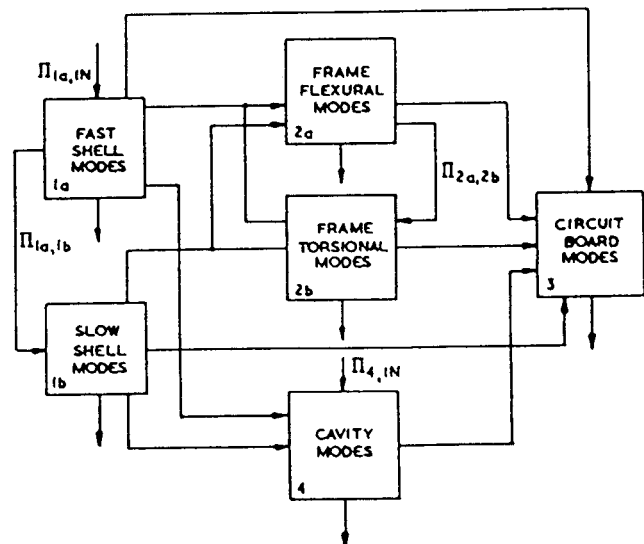 Π1a,IN
FAST
SHELL
MODES
1a
FRAME
FLEXURAL
MODES
2a
Π2a,2b
Π1a,1b
FRAME
TORSIONAL
MODES
2b
CIRCUIT
BOARD
MODES
3
SLOW
SHELL
MODES
1b
Π4,IN
CAVITY
MODES
4